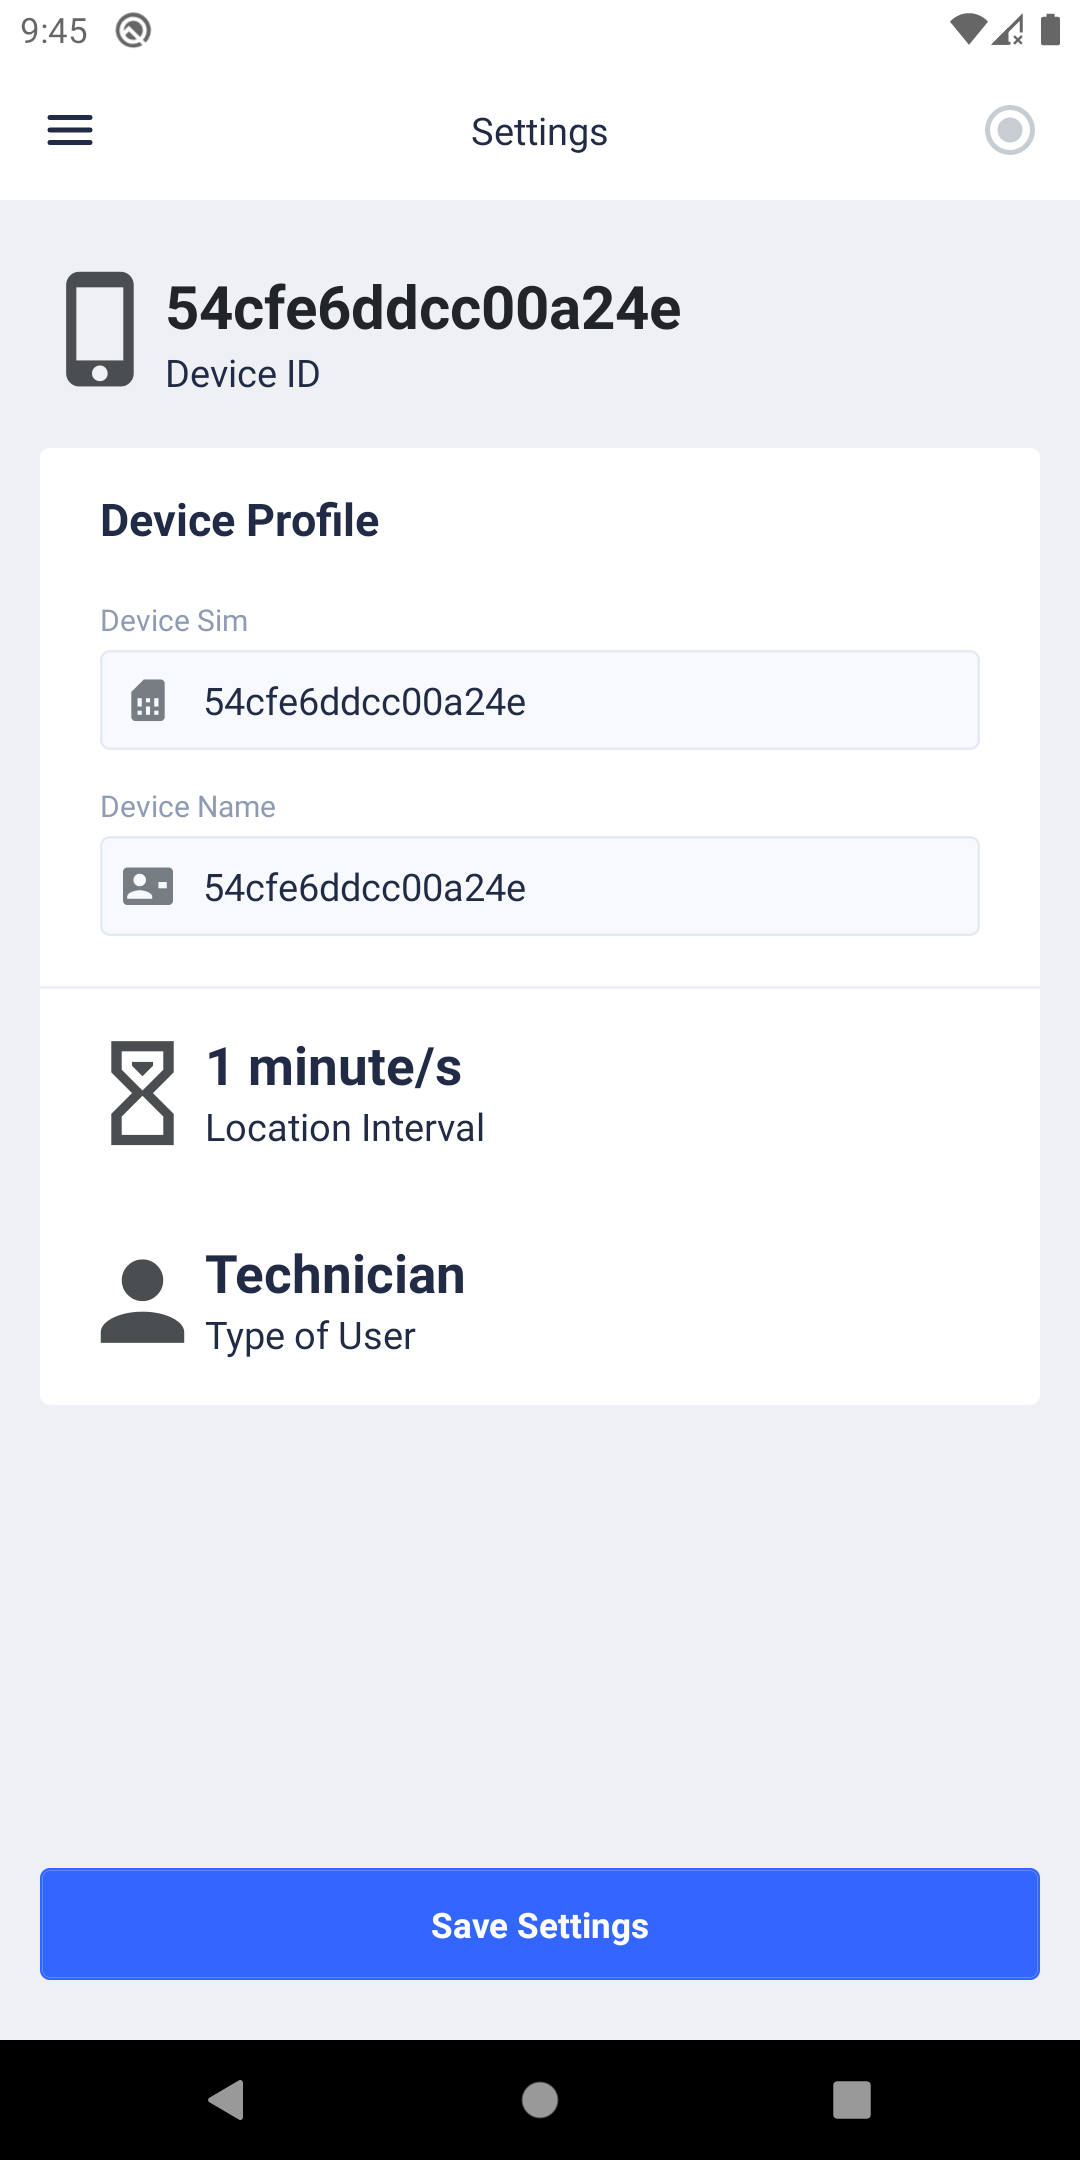 9:45
Settings
54cfe6ddcc00a24e
Device ID
Device Profile
Device Sim
54cfe6ddcc00a24e
Device Name
54cfe6ddcc00a24e
1 minute/s
Location Interval
Technician
Type of User
Save Settings